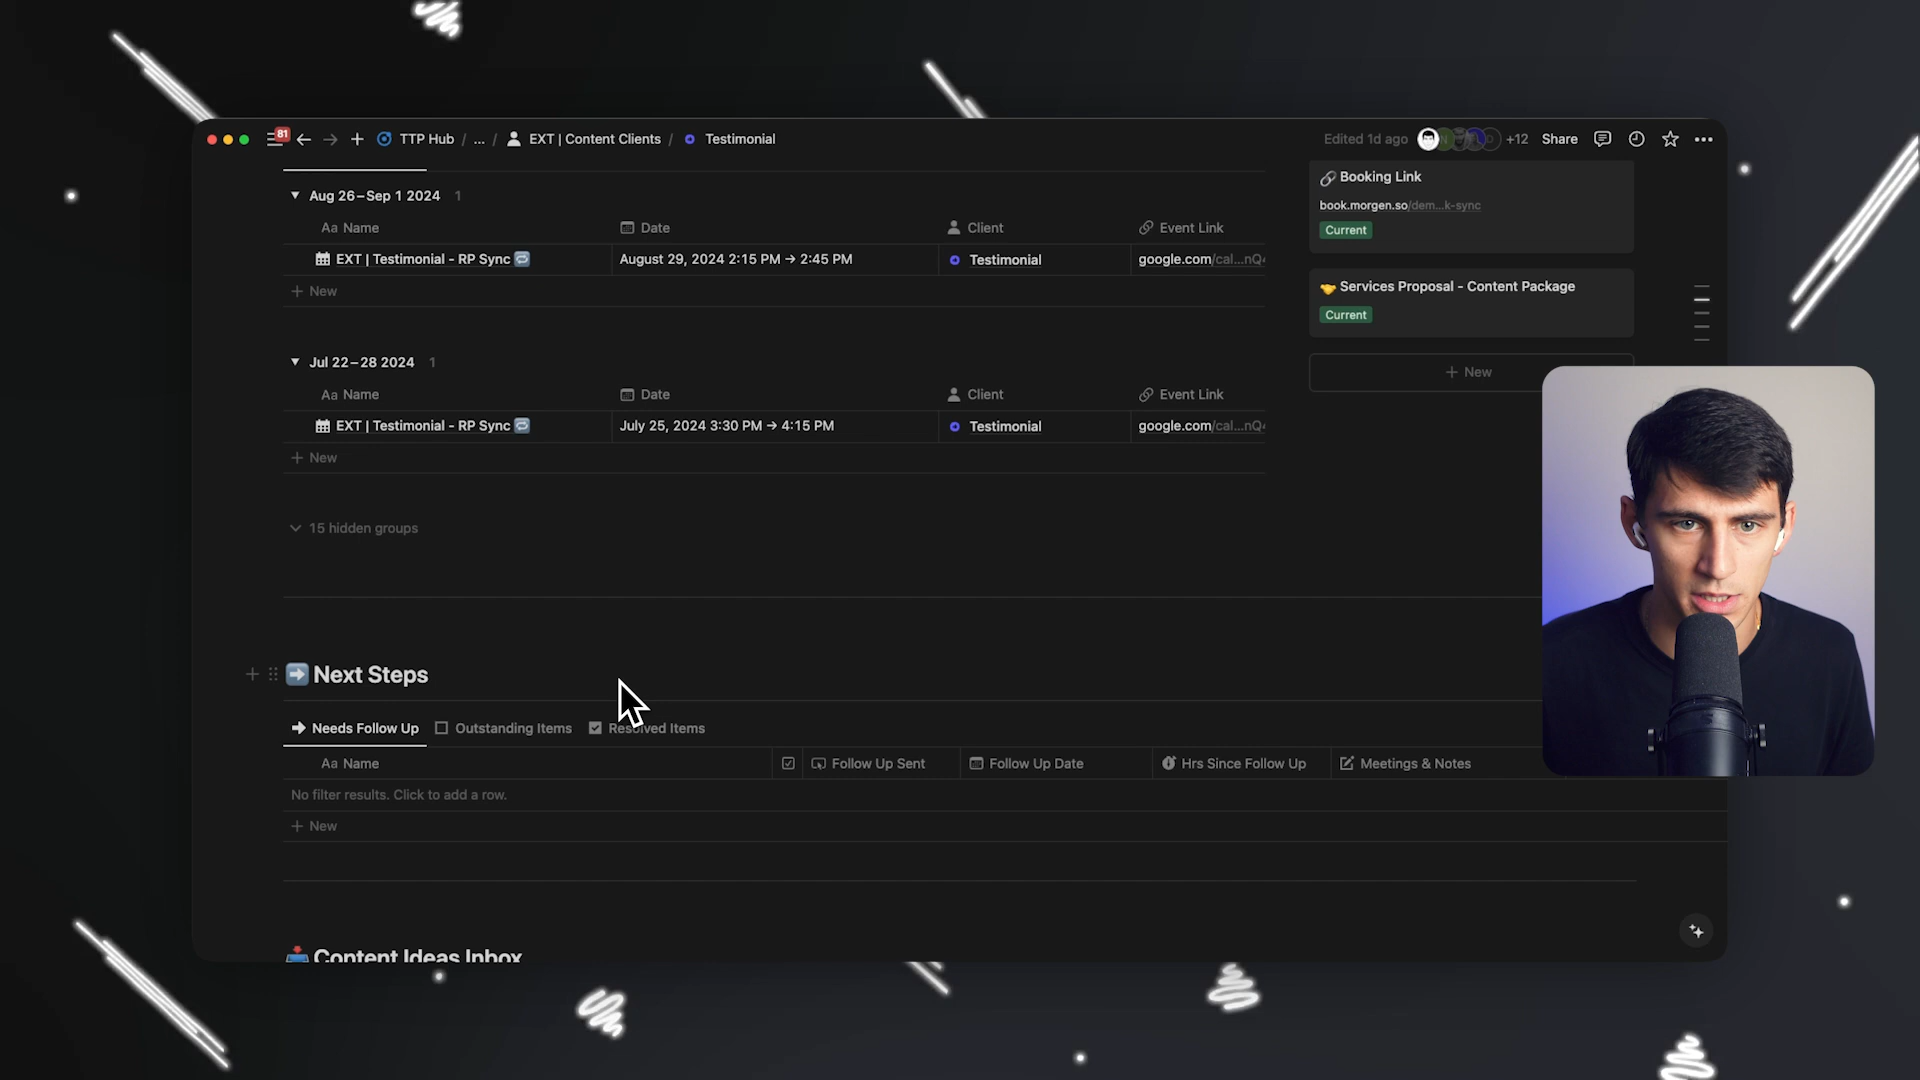 81
TTP Hub / ... / EXT | Content Clients / Testimonial
Edited 1d ago
+12
Share
Aug 26–Sep 1 2024 1
Aa Name Date Client Event Link
EXT | Testimonial - RP Sync August 29, 2024 2:15 PM → 2:45 PM Testimonial google.com/cal...nQ4
+ New
Jul 22–28 2024 1
Aa Name Date Client Event Link
EXT | Testimonial - RP Sync July 25, 2024 3:30 PM → 4:15 PM Testimonial google.com/cal...nQ4
+ New
15 hidden groups
Booking Link
book.morgen.so/dem...k-sync
Current
Services Proposal - Content Package
Current
+ New
Next Steps
Needs Follow Up Outstanding Items Resolved Items
Aa Name Follow Up Sent Follow Up Date Hrs Since Follow Up Meetings & Notes
No filter results. Click to add a row.
+ New
Content Ideas Inbox